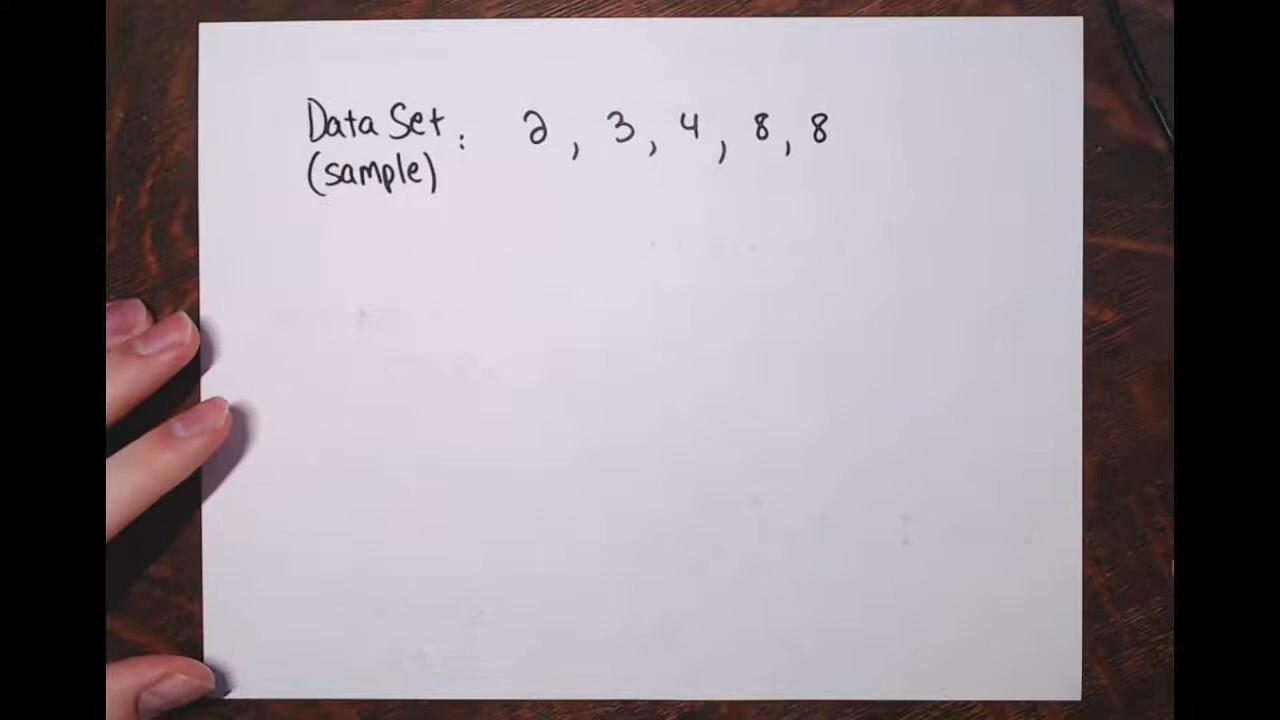 Data Set : 2 , 3 , 4 , 8 , 8
(sample)